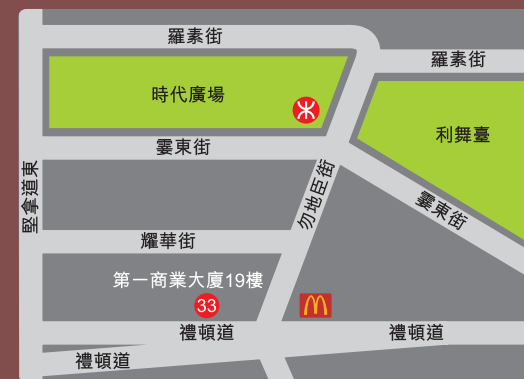 羅素街
羅素街
時代廣場
利舞臺
霎東街
堅拿道東
勿地臣街
霎東街
耀華街
第一商業大廈19樓
33
禮頓道
禮頓道
禮頓道